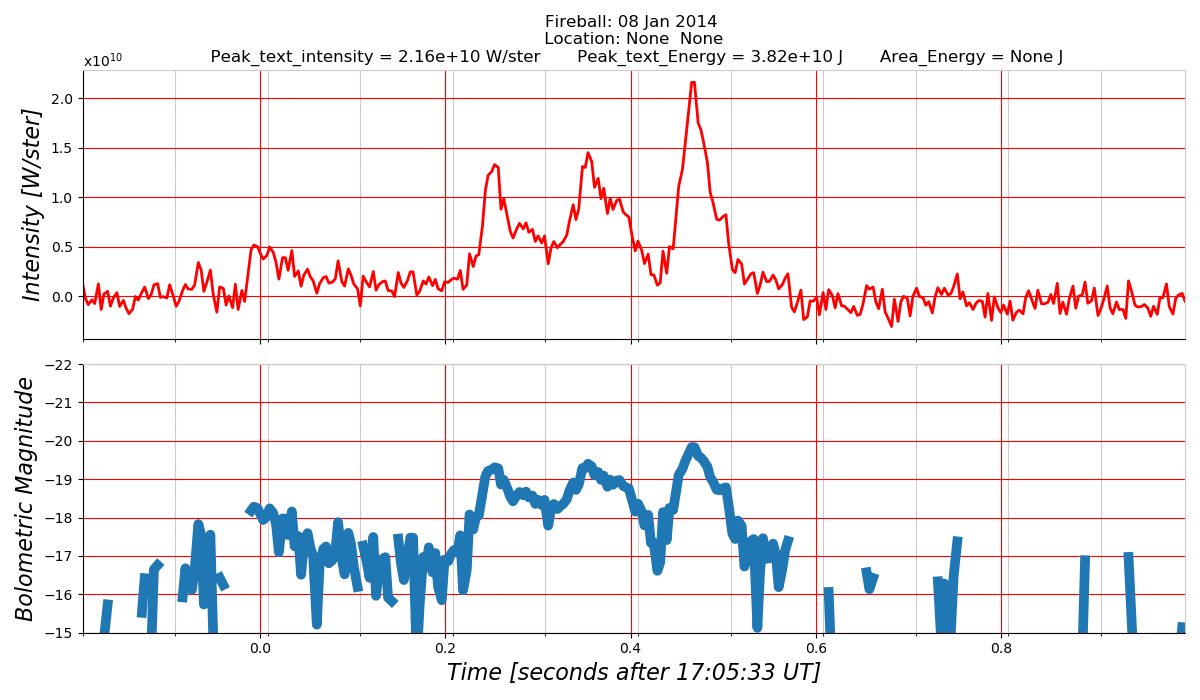 Fireball: 08 Jan 2014
Location: None None
Peak_text_intensity = 2.16e+10 W/ster Peak_text_Energy = 3.82e+10 J Area_Energy = None J
x10¹⁰
2.0
1.5
1.0
0.5
0.0
Intensity [W/ster]
−22
−21
−20
−19
−18
−17
−16
−15
Bolometric Magnitude
0.0 0.2 0.4 0.6 0.8
Time [seconds after 17:05:33 UT]